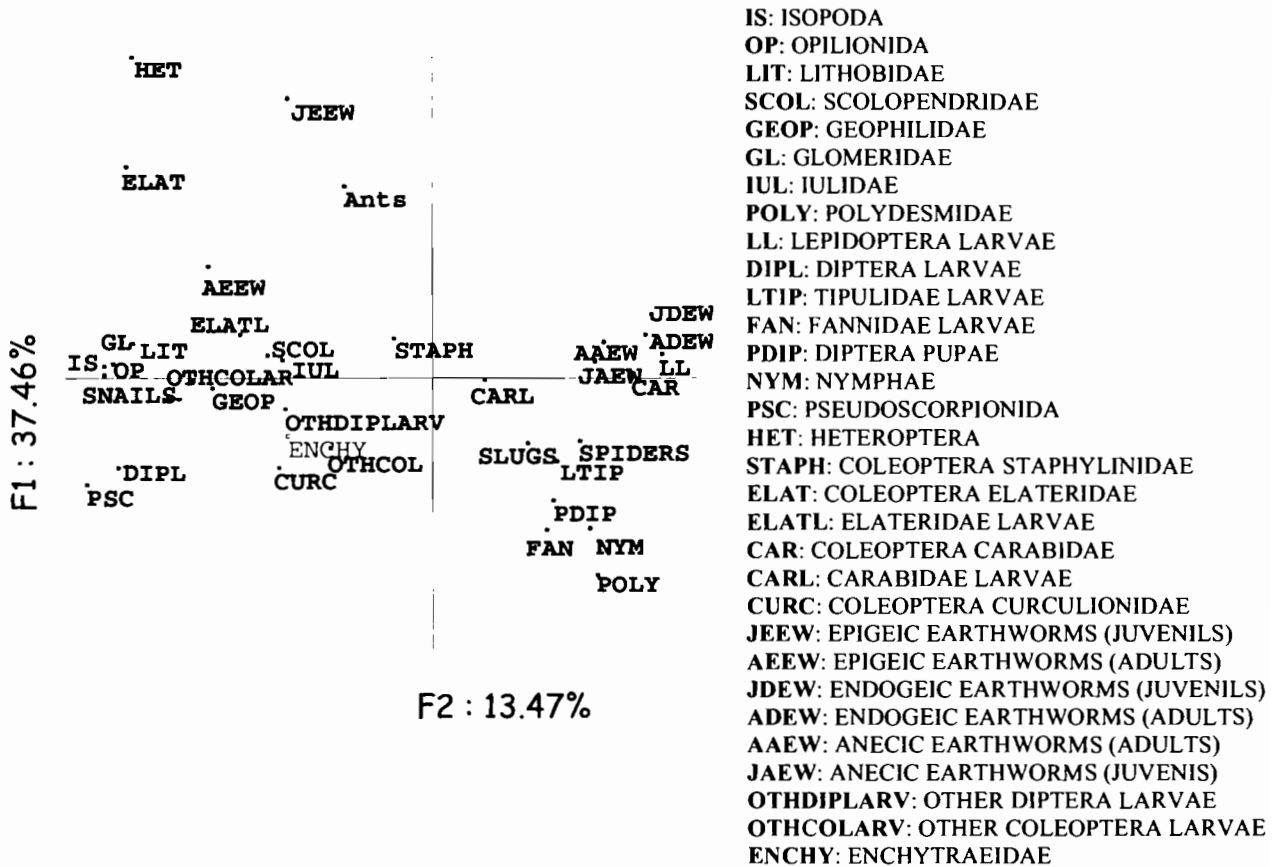 HET
JEEW
ELAT
Ants
AEEW
ELATL
JDEW
GL LIT SCOL STAPH AAEW ADEW
IS: OP OTHCOLAR IUL JAEW LL
SNAILS GEOP CARL CAR
OTHDIPLARV
ENCHY OTHCOL SLUGS SPIDERS
DIPL CURC LTIP
PSC PDIP
FAN NYM
POLY
F1 : 37.46%
F2 : 13.47%
IS: ISOPODA
OP: OPILIONIDA
LIT: LITHOBIDAE
SCOL: SCOLOPENDRIDAE
GEOP: GEOPHILIDAE
GL: GLOMERIDAE
IUL: IULIDAE
POLY: POLYDESMIDAE
LL: LEPIDOPTERA LARVAE
DIPL: DIPTERA LARVAE
LTIP: TIPULIDAE LARVAE
FAN: FANNIDAE LARVAE
PDIP: DIPTERA PUPAE
NYM: NYMPHAE
PSC: PSEUDOSCORPIONIDA
HET: HETEROPTERA
STAPH: COLEOPTERA STAPHYLINIDAE
ELAT: COLEOPTERA ELATERIDAE
ELATL: ELATERIDAE LARVAE
CAR: COLEOPTERA CARABIDAE
CARL: CARABIDAE LARVAE
CURC: COLEOPTERA CURCULIONIDAE
JEEW: EPIGEIC EARTHWORMS (JUVENILS)
AEEW: EPIGEIC EARTHWORMS (ADULTS)
JDEW: ENDOGEIC EARTHWORMS (JUVENILS)
ADEW: ENDOGEIC EARTHWORMS (ADULTS)
AAEW: ANECIC EARTHWORMS (ADULTS)
JAEW: ANECIC EARTHWORMS (JUVENIS)
OTHDIPLARV: OTHER DIPTERA LARVAE
OTHCOLARV: OTHER COLEOPTERA LARVAE
ENCHY: ENCHYTRAEIDAE